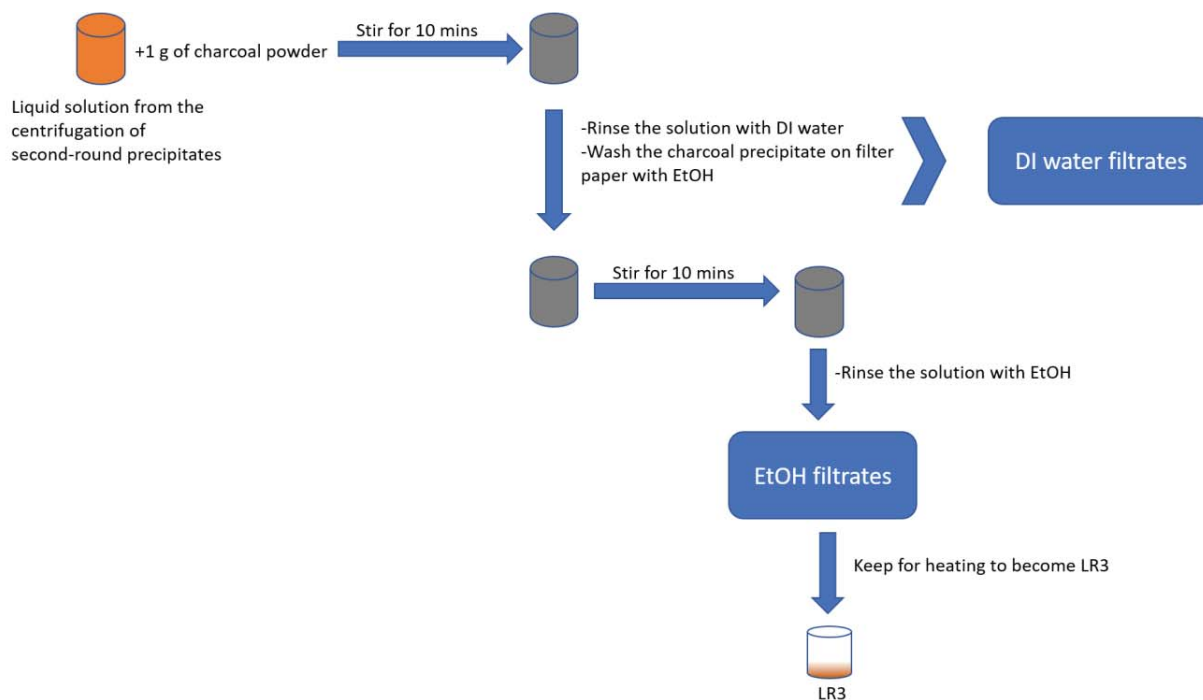 Stir for 10 mins
+1 g of charcoal powder
Liquid solution from the
centrifugation of
second-round precipitates
-Rinse the solution with DI water
-Wash the charcoal precipitate on filter
paper with EtOH
DI water filtrates
Stir for 10 mins
-Rinse the solution with EtOH
EtOH filtrates
Keep for heating to become LR3
LR3